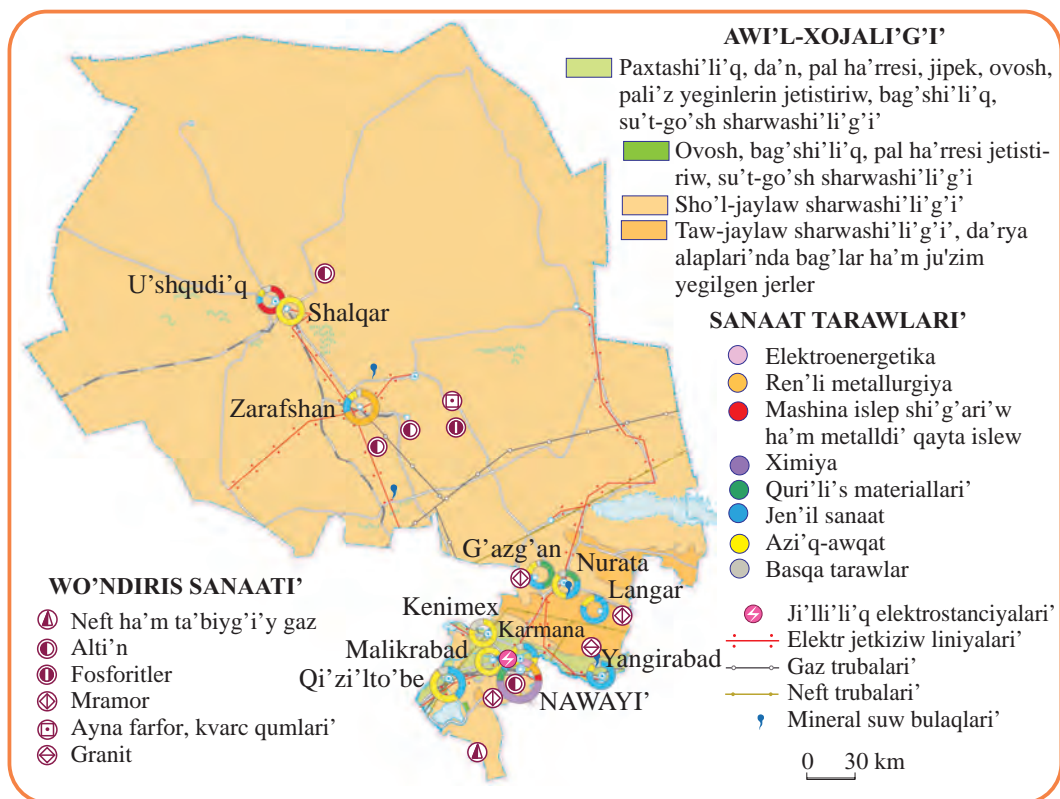 AWI'L-XOJALI'G'I'
Paxtashi'li'q, da'n, pal ha'rresi, jipek, ovosh,
pali'z yeginlerin jetistiriw, bag'shi'li'q,
su't-go'sh sharwashi'li'g'i'
Ovosh, bag'shi'li'q, pal ha'rresi jetisti-
riw, su't-go'sh sharwashi'li'g'i
Sho'l-jaylaw sharwashi'li'g'i'
Taw-jaylaw sharwashi'li'g'i', da'rya
alaplari'nda bag'lar ha'm ju'zim
yegilgen jerler
SANAAT TARAWLARI'
Elektroenergetika
Ren'li metallurgiya
Mashina islep shi'g'ari'w
ha'm metalldi' qayta islew
Ximiya
Quri'li's materiallari'
Jen'il sanaat
Azi'q-awqat
Basqa tarawlar
Ji'lli'li'q elektrostanciyalari'
Elektr jetkiziw liniyalari'
Gaz trubalari'
Neft trubalari'
Mineral suw bulaqlari'
0 30 km
U'shqudi'q
Shalqar
Zarafshan
G'azg'an
Nurata
Langar
Kenimex
Karmana
Malikrabad
Yangirabad
Qi'zi'lto'be
NAWAYI'
WO'NDIRIS SANAATI'
Neft ha'm ta'biyg'i'y gaz
Alti'n
Fosforitler
Mramor
Ayna farfor, kvarc qumlari'
Granit